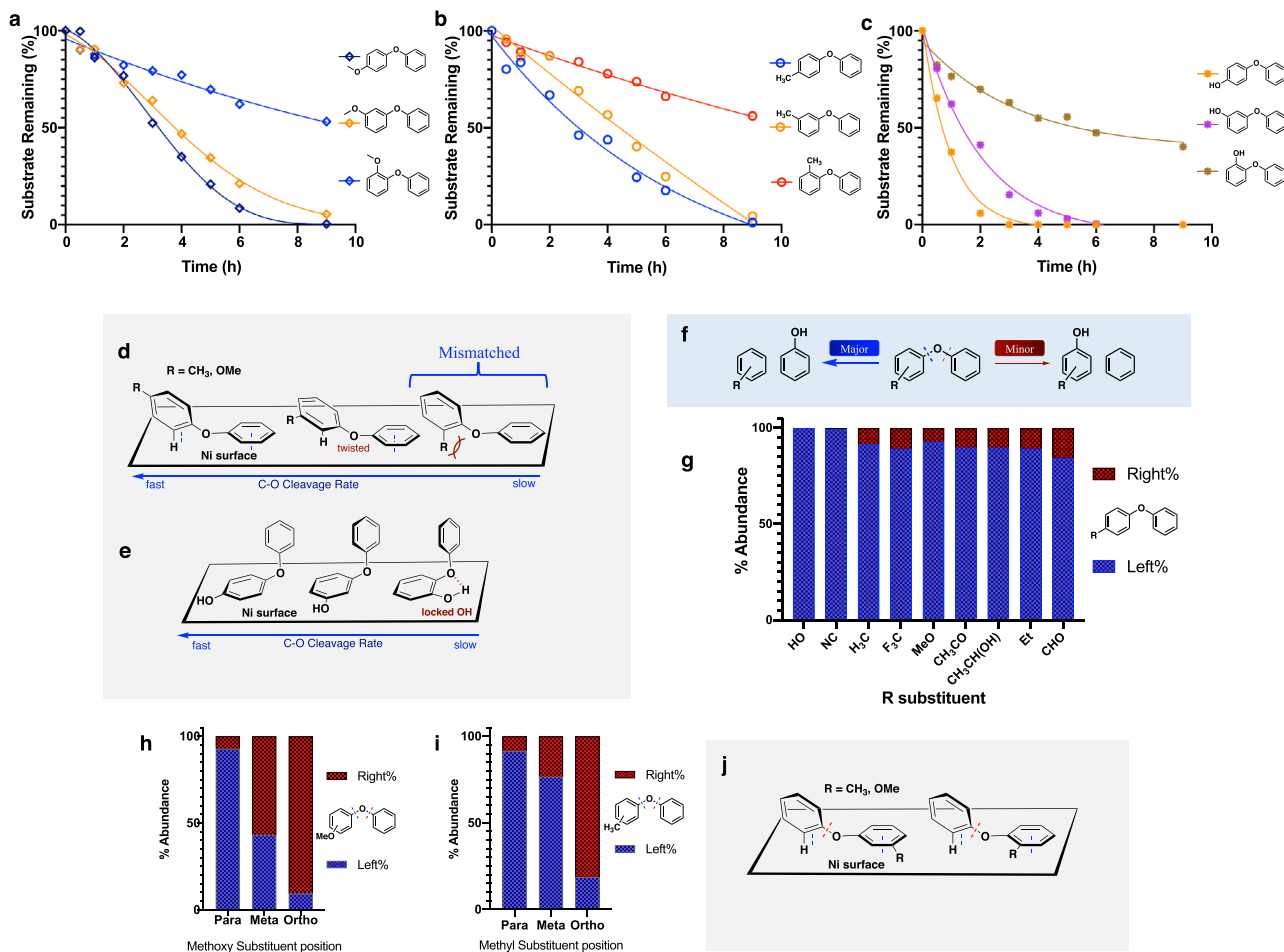 a
Substrate Remaining (%)
100
50
0
0 2 4 6 8 10
Time (h)
O
O
O
O
O
O
b
Substrate Remaining (%)
100
50
0
0 2 4 6 8 10
Time (h)
O
H3C
CH3
O
H3C
O
c
Substrate Remaining (%)
100
50
0
0 2 4 6 8 10
Time (h)
O
HO
HO
O
OH
O
d
Mismatched
R = CH3, OMe
R
H
O
Ni surface
R
H
O
twisted
R
O
fast
C-O Cleavage Rate
slow
e
O
HO
Ni surface
O
HO
O
O
H
locked OH
fast
C-O Cleavage Rate
slow
f
R
OH
Major
O
R
Minor
OH
R
g
% Abundance
100
50
0
HO NC H3C F3C MeO CH3CO CH3CH(OH) Et CHO
R substituent
Right%
O
R
Left%
h
% Abundance
100
50
0
Para Meta Ortho
Methoxy Substituent position
Right%
O
MeO
Left%
i
% Abundance
100
50
0
Para Meta Ortho
Methyl Substituent position
Right%
O
H3C
Left%
j
R = CH3, OMe
H
O
R
Ni surface
H
O
R